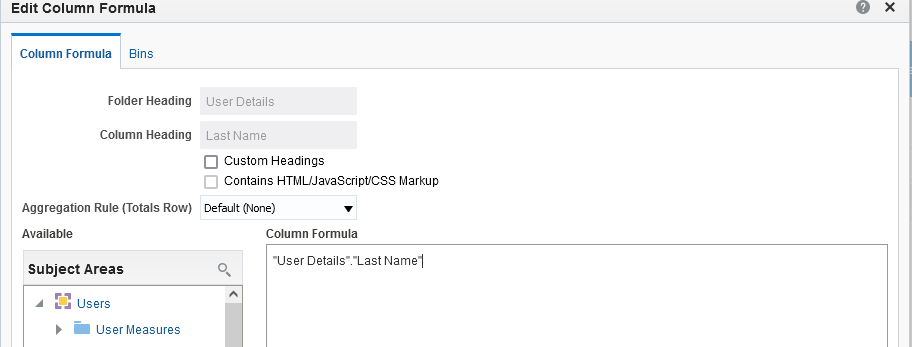 Edit Column Formula
Column Formula
Bins
Folder Heading
User Details
Column Heading
Last Name
Custom Headings
Contains HTML/JavaScript/CSS Markup
Aggregation Rule (Totals Row)
Default (None)
Available
Column Formula
Subject Areas
"User Details"."Last Name"
Users
User Measures